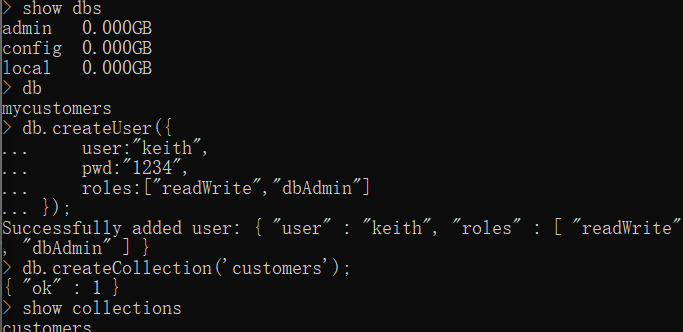 > show dbs
admin   0.000GB
config  0.000GB
local   0.000GB
> db
mycustomers
> db.createUser({
...     user:"keith",
...     pwd:"1234",
...     roles:["readWrite","dbAdmin"]
... });
Successfully added user: { "user" : "keith", "roles" : [ "readWrite"
, "dbAdmin" ] }
> db.createCollection('customers');
{ "ok" : 1 }
> show collections
customers